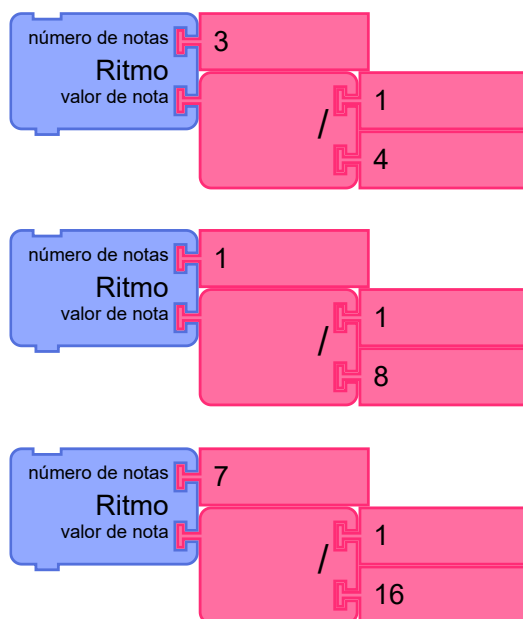 número de notas 3
Ritmo
valor de nota / 1
4
número de notas 1
Ritmo
valor de nota / 1
8
número de notas 7
Ritmo
valor de nota / 1
16